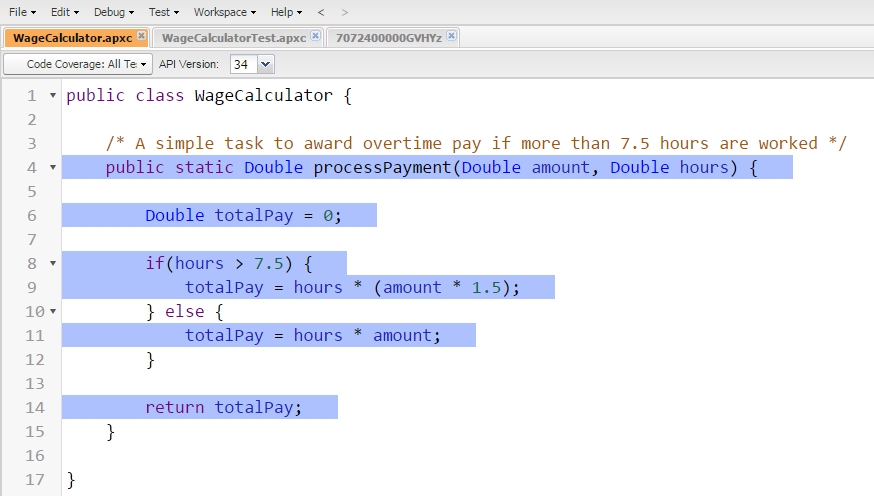 File Edit Debug Test Workspace Help < >
WageCalculator.apxc WageCalculatorTest.apxc 7072400000GVHYz
Code Coverage: All Te: API Version: 34
1 public class WageCalculator {
2
3 /* A simple task to award overtime pay if more than 7.5 hours are worked */
4 public static Double processPayment(Double amount, Double hours) {
5
6 Double totalPay = 0;
7
8 if(hours > 7.5) {
9 totalPay = hours * (amount * 1.5);
10 } else {
11 totalPay = hours * amount;
12 }
13
14 return totalPay;
15 }
16
17 }